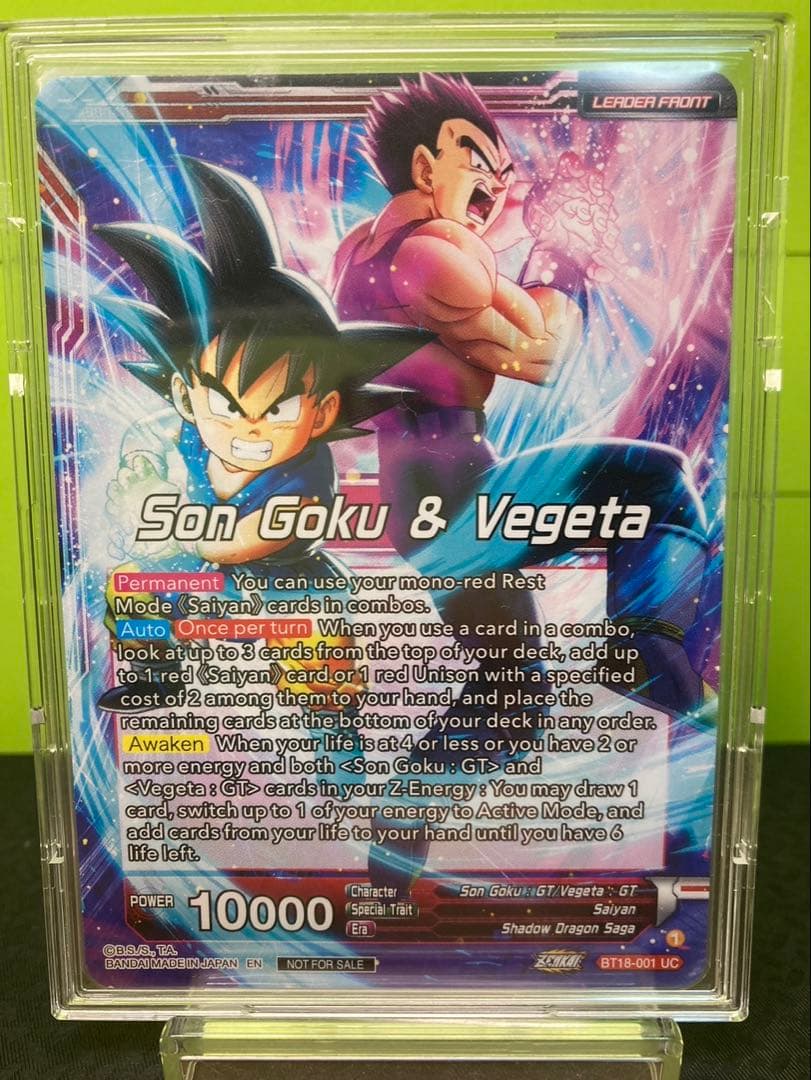 LEADER FRONT
Son Goku & Vegeta
Permanent You can use your mono-red Rest
Mode《Saiyan》cards in combos.
Auto Once per turn When you use a card in a combo,
look at up to 3 cards from the top of your deck, add up
to 1 red《Saiyan》card or 1 red Unison with a specified
cost of 2 among them to your hand, and place the
remaining cards at the bottom of your deck in any order.
Awaken When your life is at 4 or less or you have 2 or
more energy and both <Son Goku : GT> and
<Vegeta : GT> cards in your Z-Energy : You may draw 1
card, switch up to 1 of your energy to Active Mode, and
add cards from your life to your hand until you have 6
life left.
POWER 10000
Character Son Goku : GT/Vegeta : GT
Special Trait Saiyan
Era Shadow Dragon Saga
1
©B.S./S., T.A.
BANDAI MADE IN JAPAN EN NOT FOR SALE ZENKAI BT18-001 UC